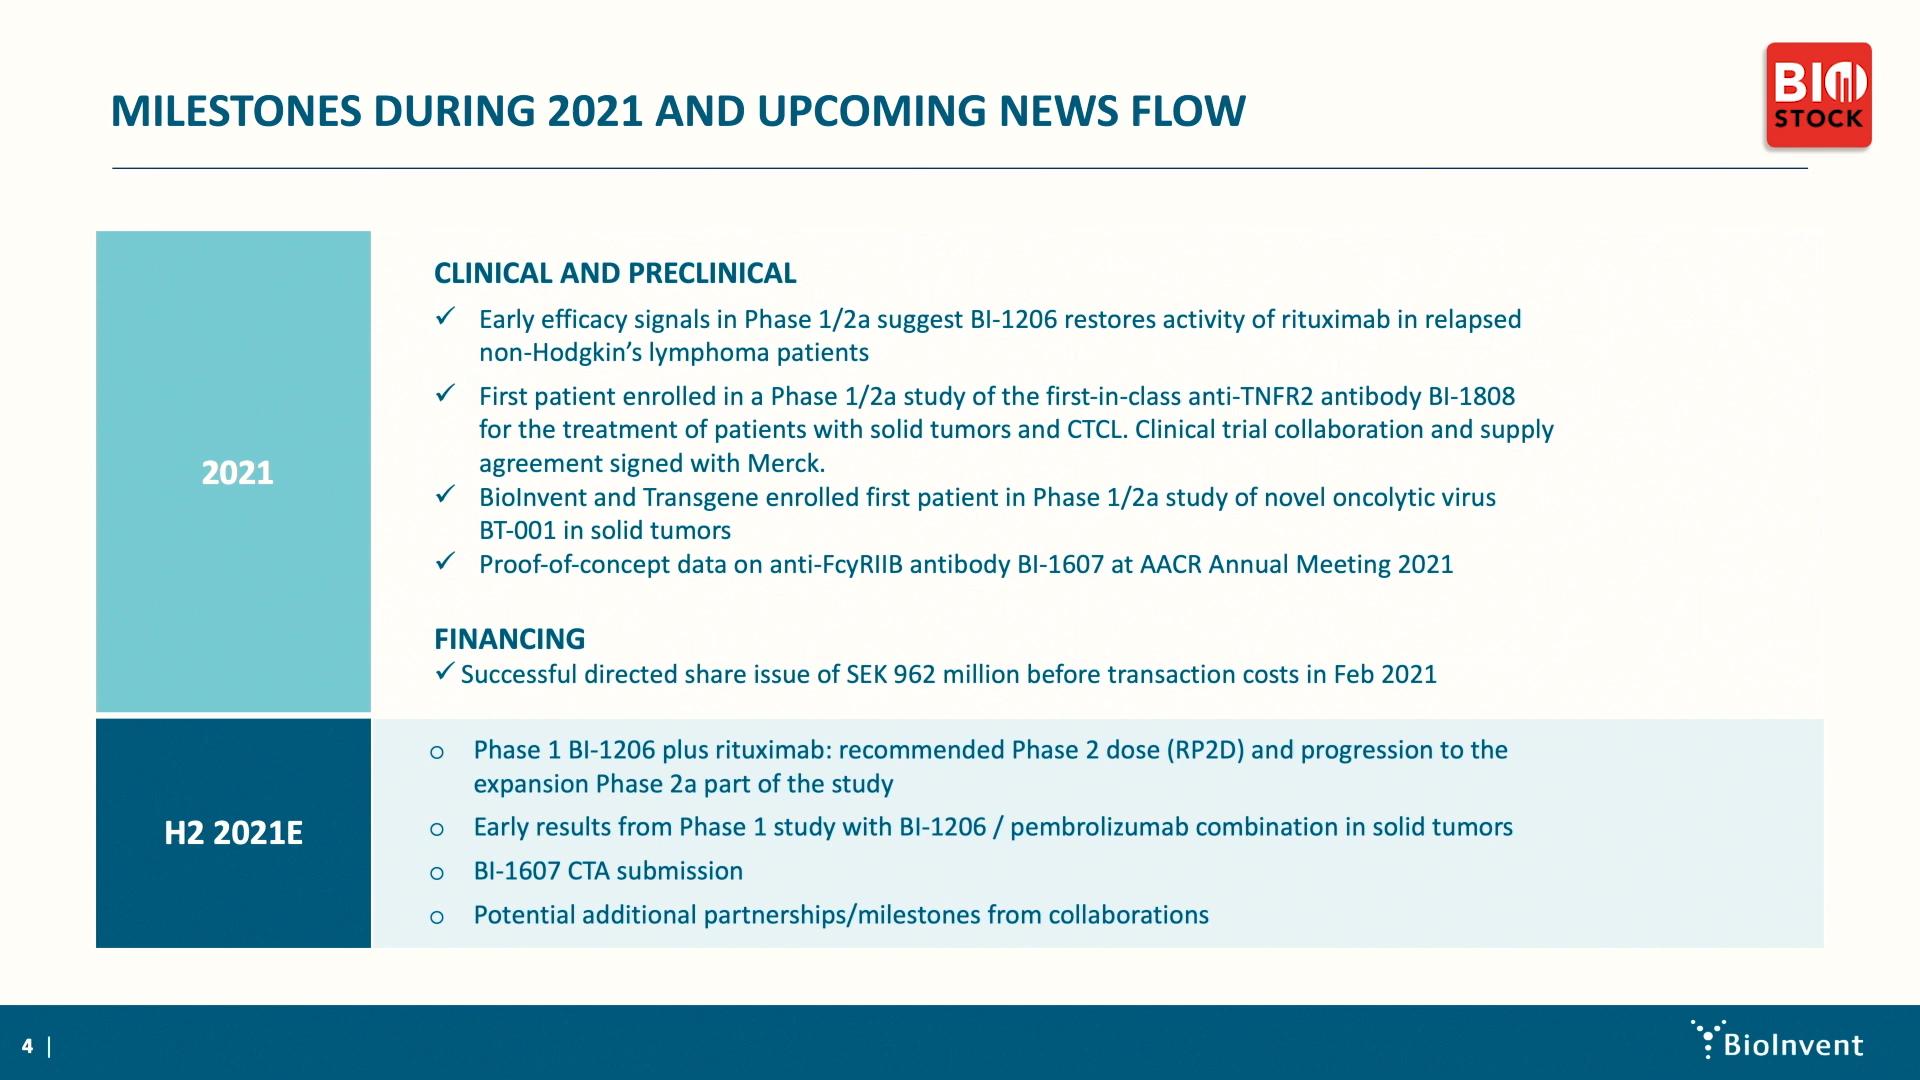 MILESTONES DURING 2021 AND UPCOMING NEWS FLOW
BIO
STOCK
2021
CLINICAL AND PRECLINICAL
✓ Early efficacy signals in Phase 1/2a suggest BI-1206 restores activity of rituximab in relapsed
non-Hodgkin’s lymphoma patients
✓ First patient enrolled in a Phase 1/2a study of the first-in-class anti-TNFR2 antibody BI-1808
for the treatment of patients with solid tumors and CTCL. Clinical trial collaboration and supply
agreement signed with Merck.
✓ BioInvent and Transgene enrolled first patient in Phase 1/2a study of novel oncolytic virus
BT-001 in solid tumors
✓ Proof-of-concept data on anti-FcyRIIB antibody BI-1607 at AACR Annual Meeting 2021
FINANCING
✓ Successful directed share issue of SEK 962 million before transaction costs in Feb 2021
H2 2021E
o Phase 1 BI-1206 plus rituximab: recommended Phase 2 dose (RP2D) and progression to the
expansion Phase 2a part of the study
o Early results from Phase 1 study with BI-1206 / pembrolizumab combination in solid tumors
o BI-1607 CTA submission
o Potential additional partnerships/milestones from collaborations
4 |
BioInvent